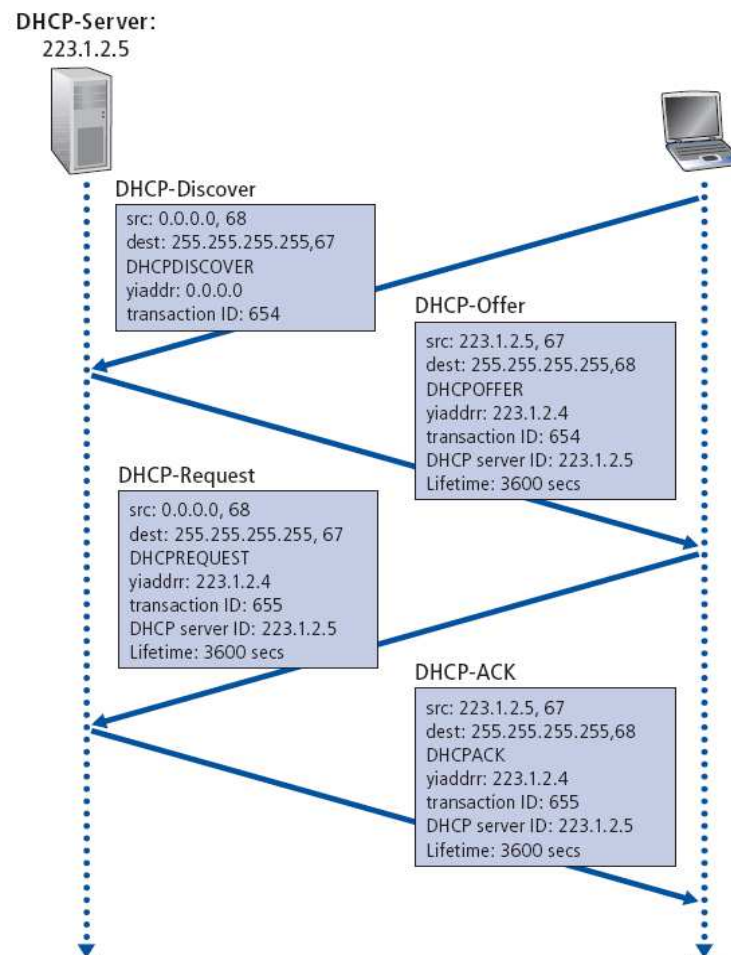 DHCP-Server:
223.1.2.5
DHCP-Discover
src: 0.0.0.0, 68
dest: 255.255.255.255,67
DHCPDISCOVER
yiaddr: 0.0.0.0
transaction ID: 654
DHCP-Offer
src: 223.1.2.5, 67
dest: 255.255.255.255,68
DHCPOFFER
yiaddrr: 223.1.2.4
transaction ID: 654
DHCP server ID: 223.1.2.5
Lifetime: 3600 secs
DHCP-Request
src: 0.0.0.0, 68
dest: 255.255.255.255, 67
DHCPREQUEST
yiaddrr: 223.1.2.4
transaction ID: 655
DHCP server ID: 223.1.2.5
Lifetime: 3600 secs
DHCP-ACK
src: 223.1.2.5, 67
dest: 255.255.255.255,68
DHCPACK
yiaddrr: 223.1.2.4
transaction ID: 655
DHCP server ID: 223.1.2.5
Lifetime: 3600 secs